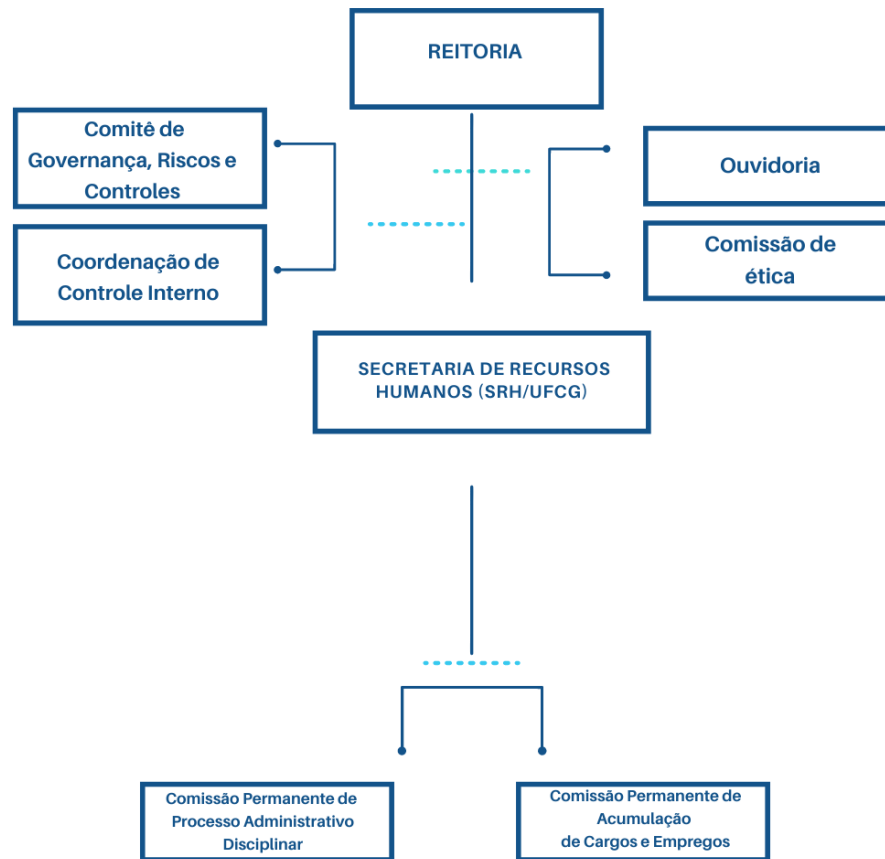 REITORIA
Comitê de
Governança, Riscos e
Controles
Ouvidoria
Coordenação de
Controle Interno
Comissão de
ética
SECRETARIA DE RECURSOS
HUMANOS (SRH/UFCG)
Comissão Permanente de
Processo Administrativo
Disciplinar
Comissão Permanente de
Acumulação
de Cargos e Empregos